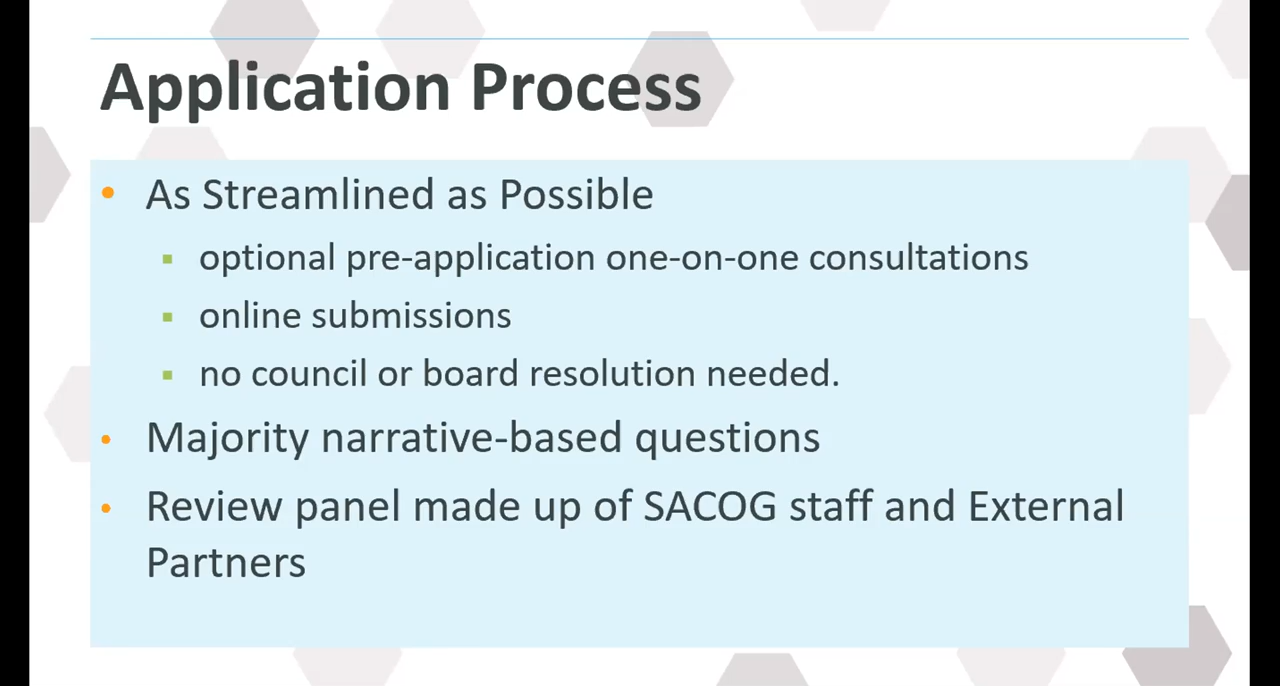 Application Process
• As Streamlined as Possible
▪ optional pre-application one-on-one consultations
▪ online submissions
▪ no council or board resolution needed.
• Majority narrative-based questions
• Review panel made up of SACOG staff and External
Partners